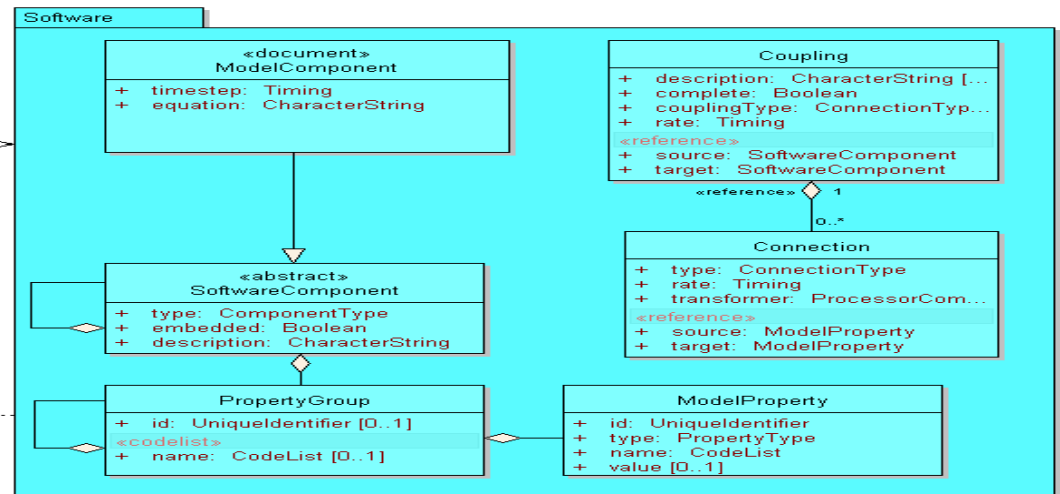 Software
«document»
ModelComponent
+ timestep: Timing
+ equation: CharacterString
Coupling
+ description: CharacterString [...
+ complete: Boolean
+ couplingType: ConnectionTyp...
+ rate: Timing
«reference»
+ source: SoftwareComponent
+ target: SoftwareComponent
«reference» 1
0..*
Connection
+ type: ConnectionType
+ rate: Timing
+ transformer: ProcessorCom...
«reference»
+ source: ModelProperty
+ target: ModelProperty
«abstract»
SoftwareComponent
+ type: ComponentType
+ embedded: Boolean
+ description: CharacterString
PropertyGroup
+ id: UniqueIdentifier [0..1]
«codelist»
+ name: CodeList [0..1]
ModelProperty
+ id: UniqueIdentifier
+ type: PropertyType
+ name: CodeList
+ value [0..1]